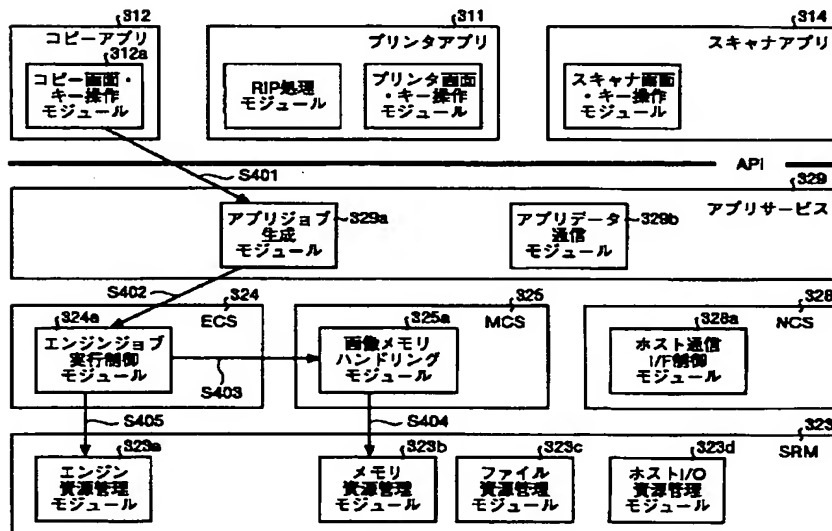 312
コピーアプリ
312a
コピー画面・
キー操作
モジュール
311
プリンタアプリ
RIP処理
モジュール
プリンタ画面
・キー操作
モジュール
314
スキャナアプリ
スキャナ画面
・キー操作
モジュール
S401
API
329
アプリサービス
アプリジョブ
生成
モジュール
329a
アプリデータ
通信
モジュール
329b
S402
324
ECS
324a
エンジンジョブ
実行制御
モジュール
S403
325
MCS
325a
画像メモリ
ハンドリング
モジュール
328
NCS
328a
ホスト通信
I/F制御
モジュール
S405
S404
323
SRM
323a
エンジン
資源管理
モジュール
323b
メモリ
資源管理
モジュール
323c
ファイル
資源管理
モジュール
323d
ホストI/O
資源管理
モジュール